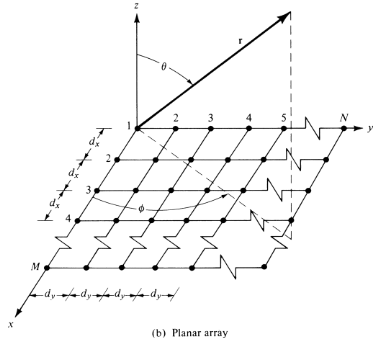 z
r
θ
1 2 3 4 5 N y
d_x
2
d_x
3
d_x
ϕ
4
M
d_y d_y d_y d_y
x
(b) Planar array